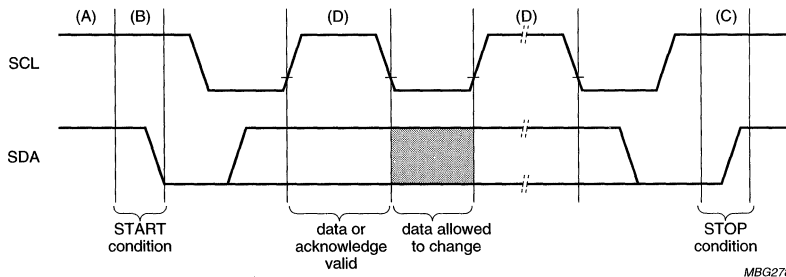 (A)
(B)
(D)
(D)
(C)
SCL
SDA
START
condition
data or
acknowledge
valid
data allowed
to change
STOP
condition